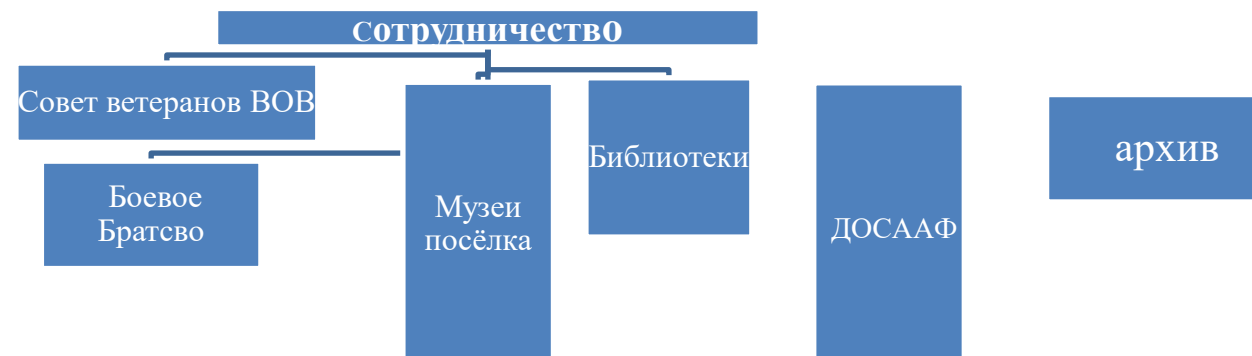 Сотрудничество
Совет ветеранов ВОВ
Боевое
Братсво
Музеи
посёлка
Библиотеки
ДОСААФ
архив